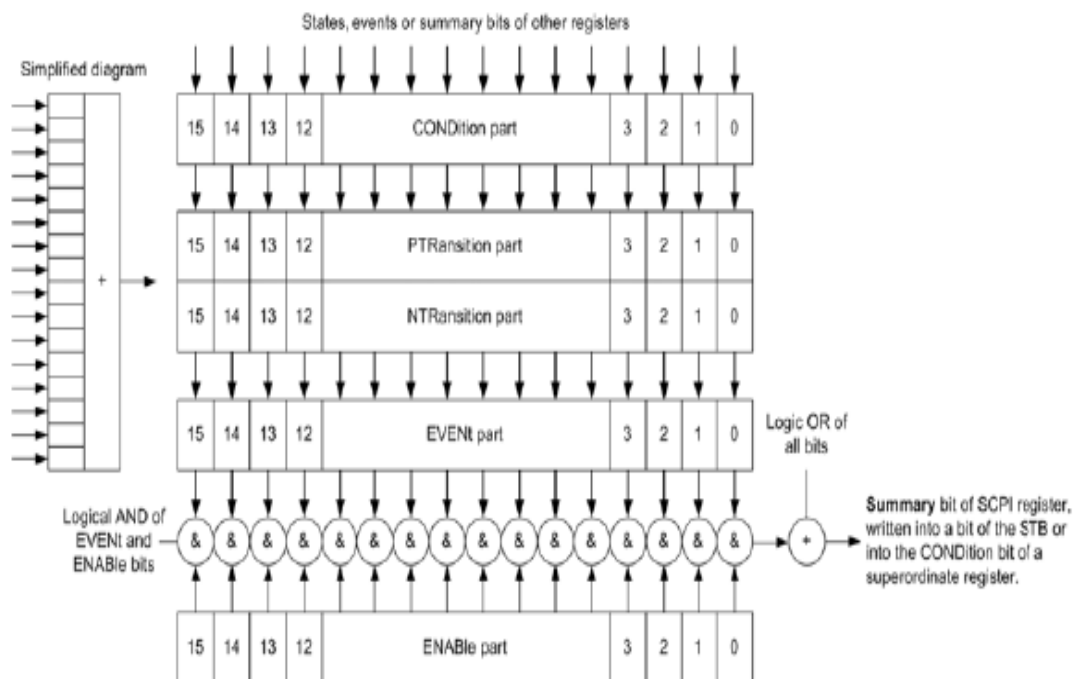 States, events or summary bits of other registers
Simplified diagram
15 14 13 12 CONDition part 3 2 1 0
15 14 13 12 PTRansition part 3 2 1 0
+
15 14 13 12 NTRansition part 3 2 1 0
15 14 13 12 EVENt part 3 2 1 0
Logic OR of
all bits
Logical AND of
EVENt and
ENABle bits
& & & & & & & & & & & & & & & &
+
Summary bit of SCPI register,
written into a bit of the STB or
into the CONDition bit of a
superordinate register.
15 14 13 12 ENABle part 3 2 1 0